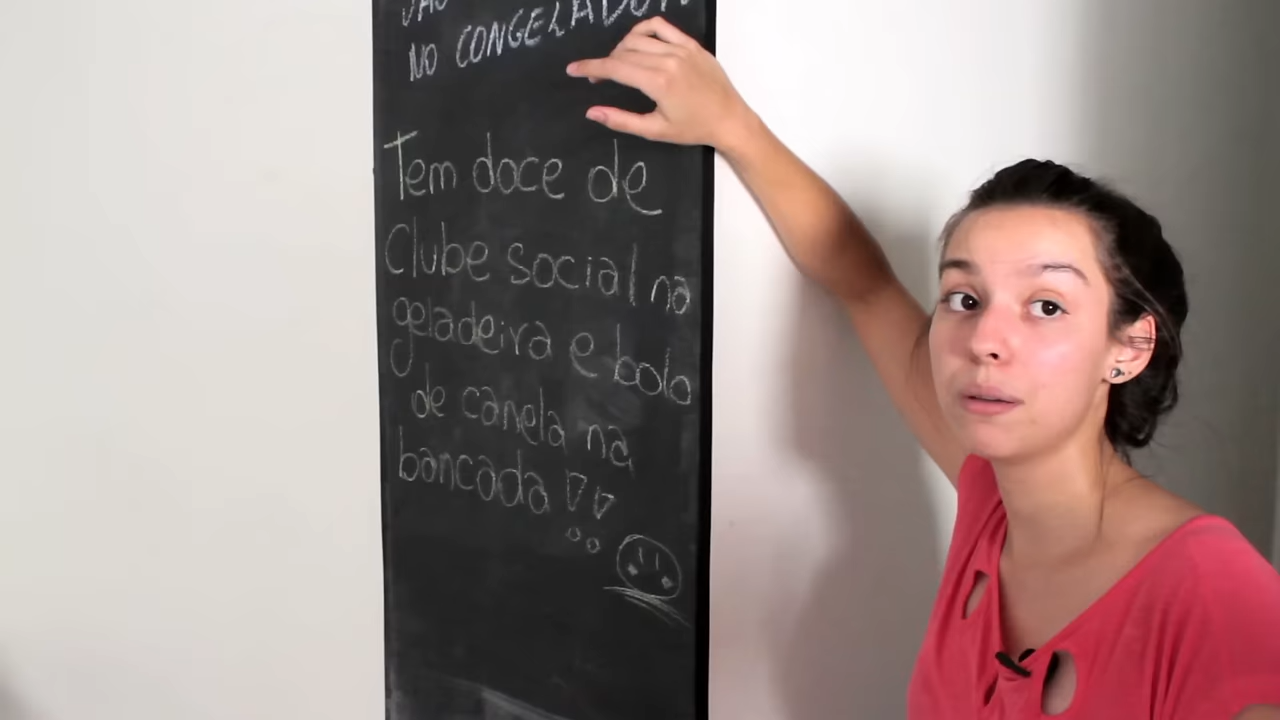 NO CONGELADOR
Tem doce de
Clube social na
geladeira e bolo
de canela na
bancada!!